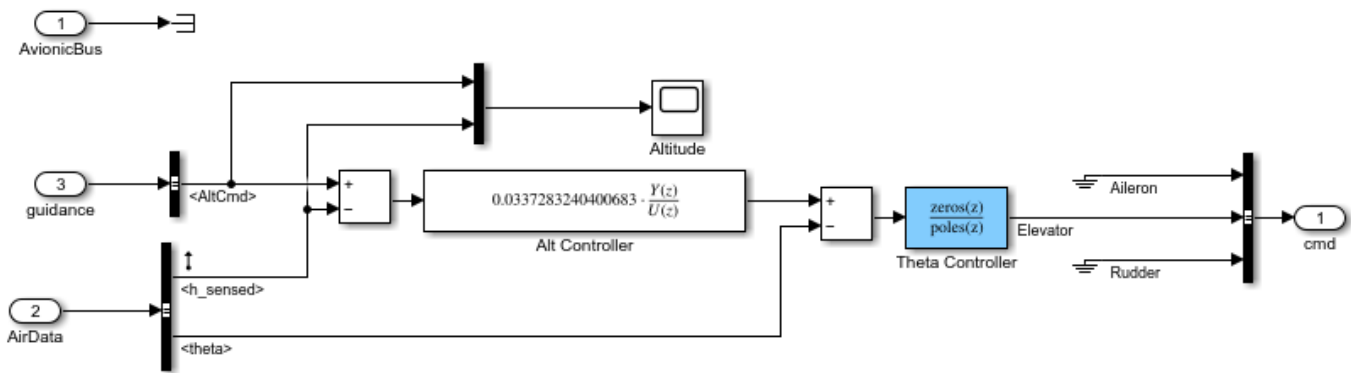 1
AvionicBus
Altitude
3
guidance
<AltCmd>
+
−
0.0337283240400683 · Y(z)
U(z)
Alt Controller
+
−
zeros(z)
poles(z)
Theta Controller
Aileron
Elevator
Rudder
1
cmd
<h_sensed>
2
AirData
<theta>